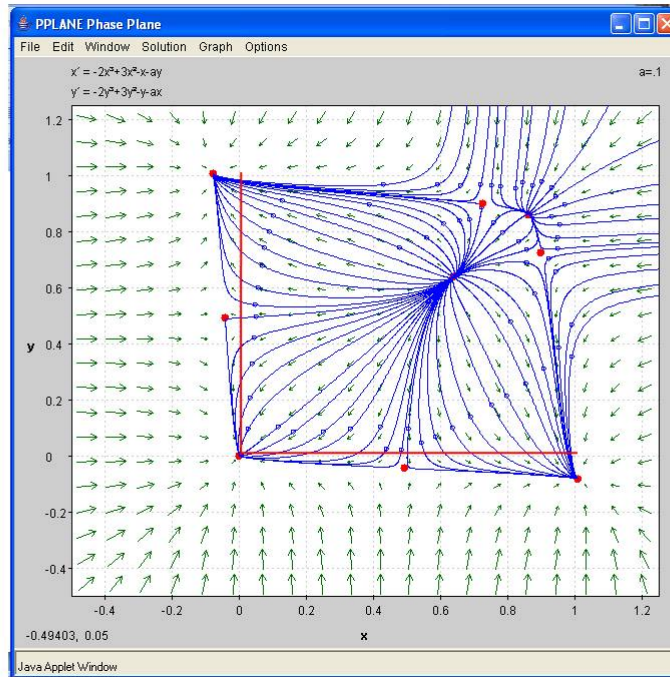 PPLANE Phase Plane
File Edit Window Solution Graph Options
x´ = -2x³+3x²-x-ay
a=.1
y´ = -2y³+3y²-y-ax
1.2
1
0.8
0.6
0.4
0.2
0
-0.2
-0.4
y
-0.4 -0.2 0 0.2 0.4 0.6 0.8 1 1.2
-0.49403, 0.05
x
Java Applet Window